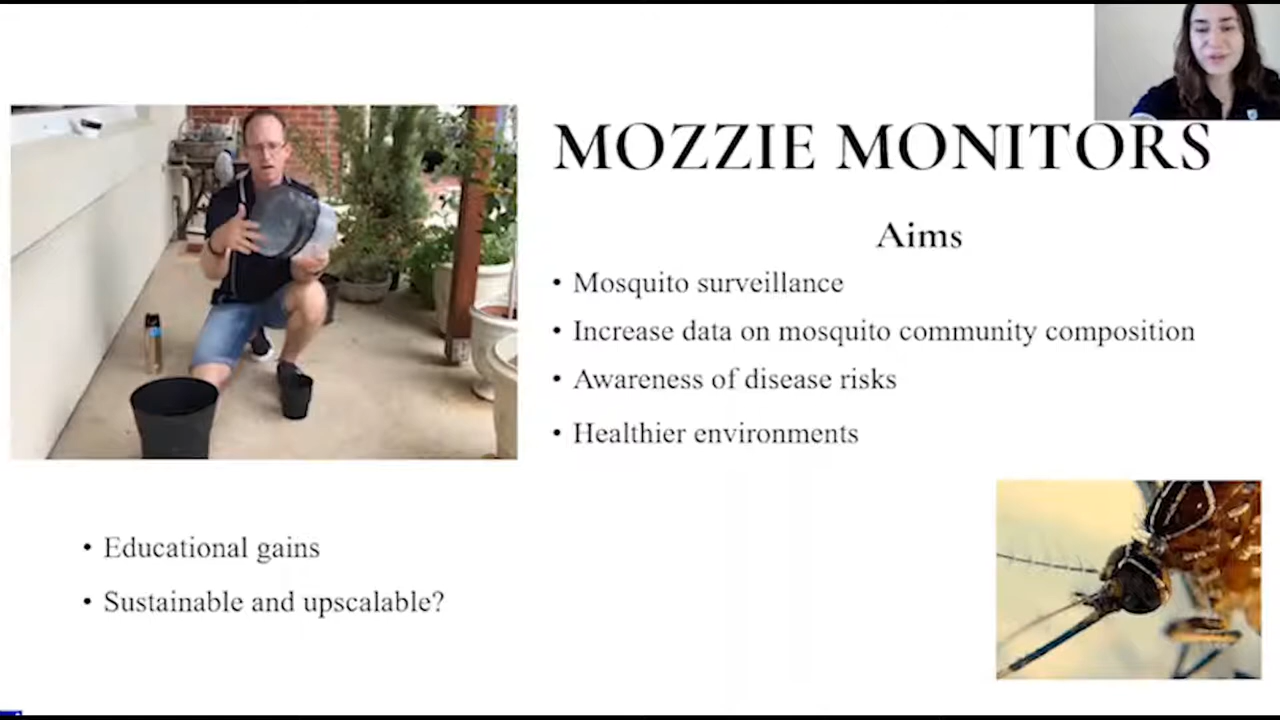 MOZZIE MONITORS
Aims
• Mosquito surveillance
• Increase data on mosquito community composition
• Awareness of disease risks
• Healthier environments
• Educational gains
• Sustainable and upscalable?